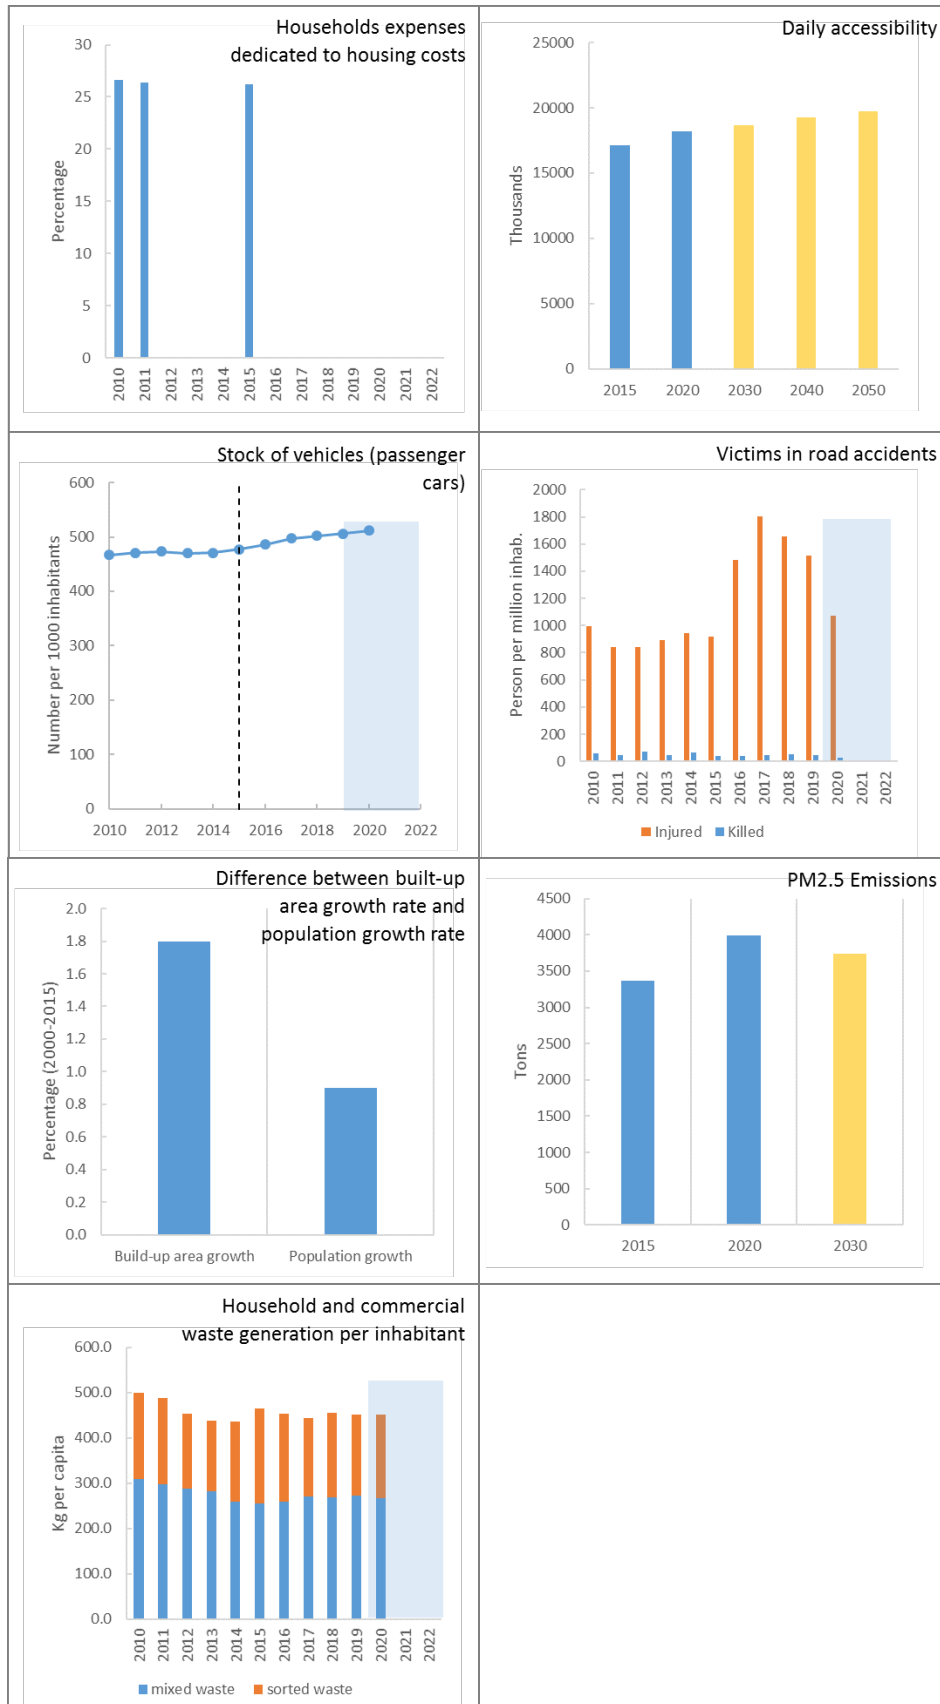 Households expenses
dedicated to housing costs
30
25
20
15
10
5
0
Percentage
2010 2011 2012 2013 2014 2015 2016 2017 2018 2019 2020 2021 2022
Daily accessibility
25000
20000
15000
10000
5000
0
Thousands
2015 2020 2030 2040 2050
Stock of vehicles (passenger
cars)
600
500
400
300
200
100
0
Number per 1000 inhabitants
2010 2012 2014 2016 2018 2020 2022
Victims in road accidents
2000
1800
1600
1400
1200
1000
800
600
400
200
0
Person per million inhab.
2010 2011 2012 2013 2014 2015 2016 2017 2018 2019 2020 2021 2022
Injured Killed
Difference between built-up
area growth rate and
population growth rate
2.0
1.8
1.6
1.4
1.2
1.0
0.8
0.6
0.4
0.2
0.0
Percentage (2000-2015)
Build-up area growth Population growth
PM2.5 Emissions
4500
4000
3500
3000
2500
2000
1500
1000
500
0
Tons
2015 2020 2030
Household and commercial
waste generation per inhabitant
600.0
500.0
400.0
300.0
200.0
100.0
0.0
Kg per capita
2010 2011 2012 2013 2014 2015 2016 2017 2018 2019 2020 2021 2022
mixed waste sorted waste